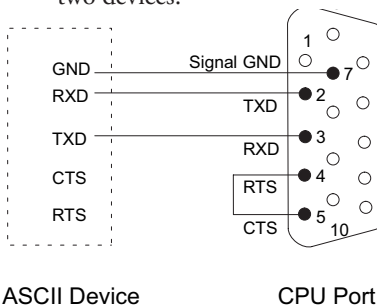 two devices.
1
GND Signal GND 7
RXD 2
TXD
TXD 3
RXD
CTS 4
RTS
RTS 5
CTS 10
ASCII Device CPU Port